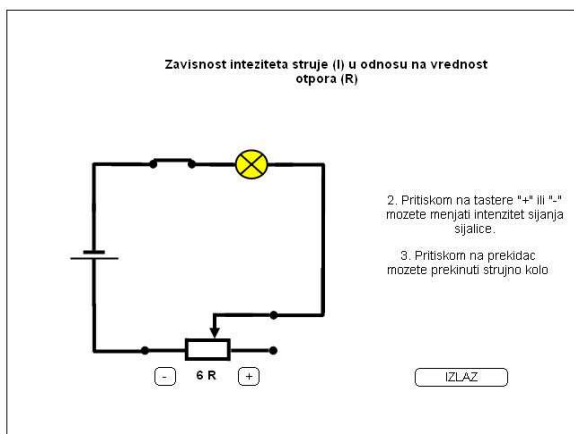 Zavisnost inteziteta struje (I) u odnosu na vrednost
otpora (R)
2. Pritiskom na tastere "+" ili "-"
mozete menjati intenzitet sijanja
sijalice.
3. Pritiskom na prekidac
mozete prekinuti strujno kolo
- 6 R +
IZLAZ